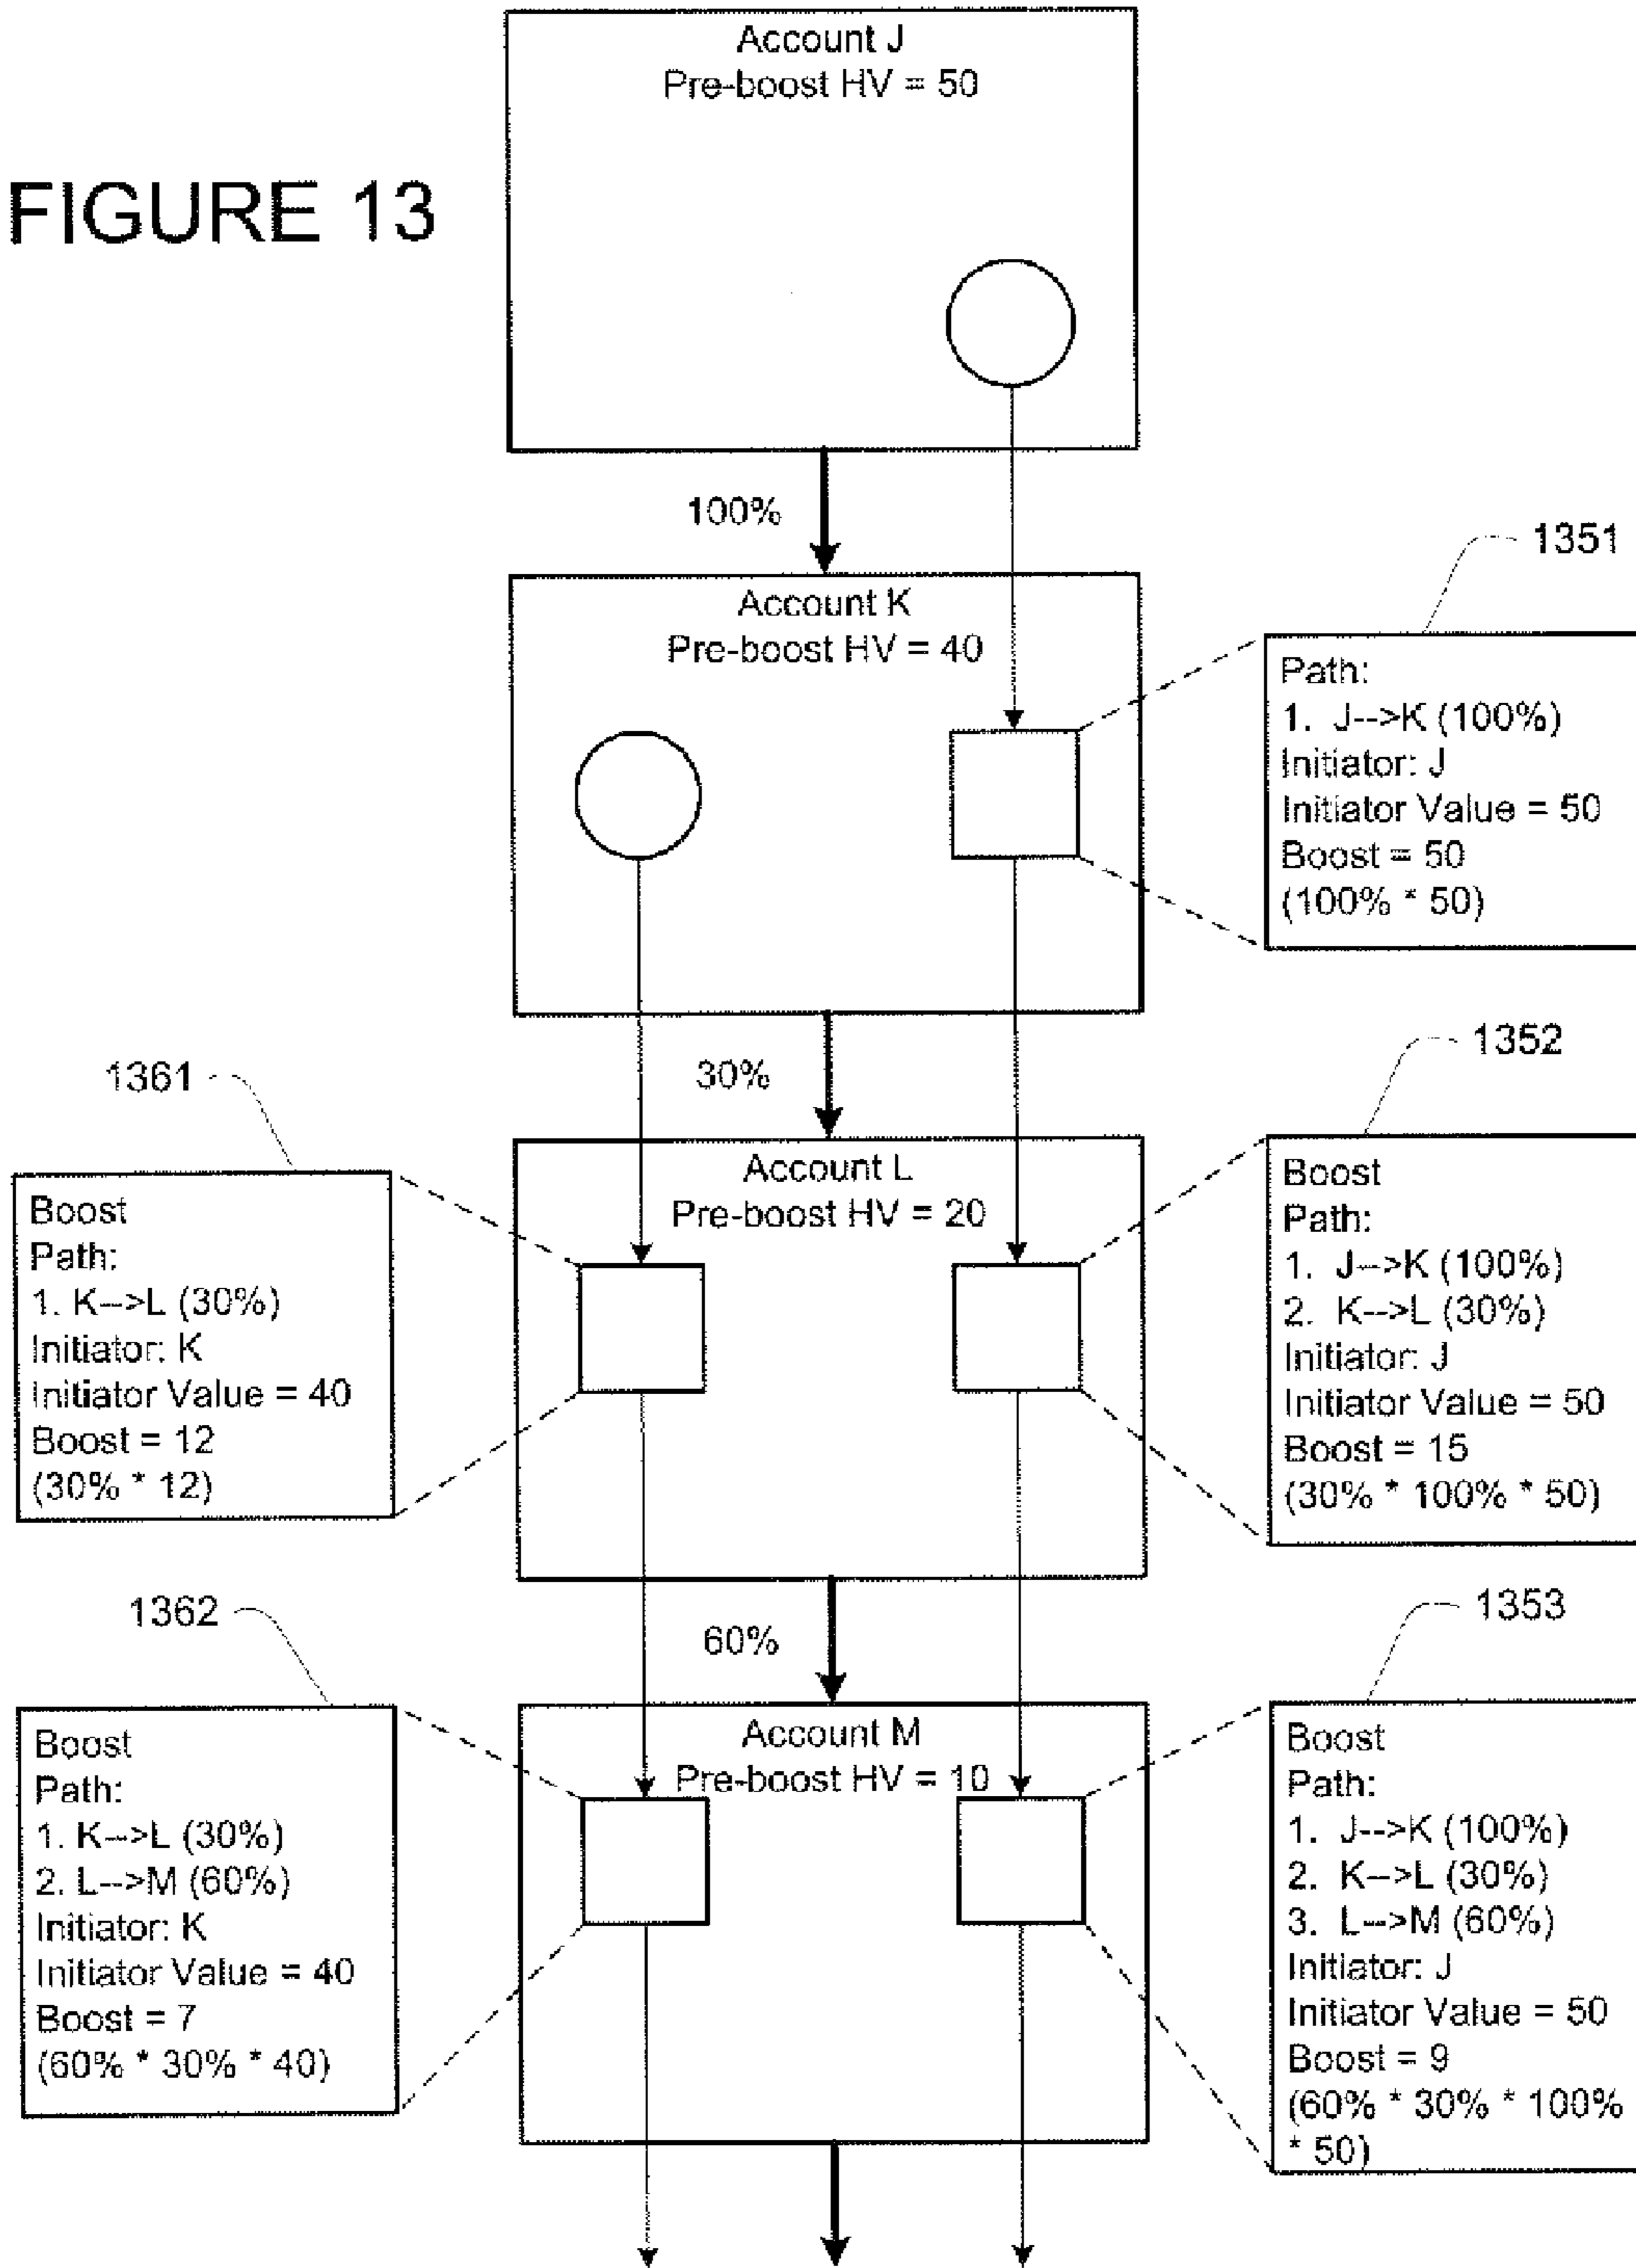 FIGURE 13
Account J
Pre-boost HV = 50
100%
Account K
Pre-boost HV = 40
1351
Path:
1. J-->K (100%)
Initiator: J
Initiator Value = 50
Boost = 50
(100% * 50)
30%
1361
Boost
Path:
1. K-->L (30%)
Initiator: K
Initiator Value = 40
Boost = 12
(30% * 12)
Account L
Pre-boost HV = 20
1352
Boost
Path:
1. J-->K (100%)
2. K-->L (30%)
Initiator: J
Initiator Value = 50
Boost = 15
(30% * 100% * 50)
60%
1362
Boost
Path:
1. K-->L (30%)
2. L-->M (60%)
Initiator: K
Initiator Value = 40
Boost = 7
(60% * 30% * 40)
Account M
Pre-boost HV = 10
1353
Boost
Path:
1. J-->K (100%)
2. K-->L (30%)
3. L-->M (60%)
Initiator: J
Initiator Value = 50
Boost = 9
(60% * 30% * 100%
* 50)